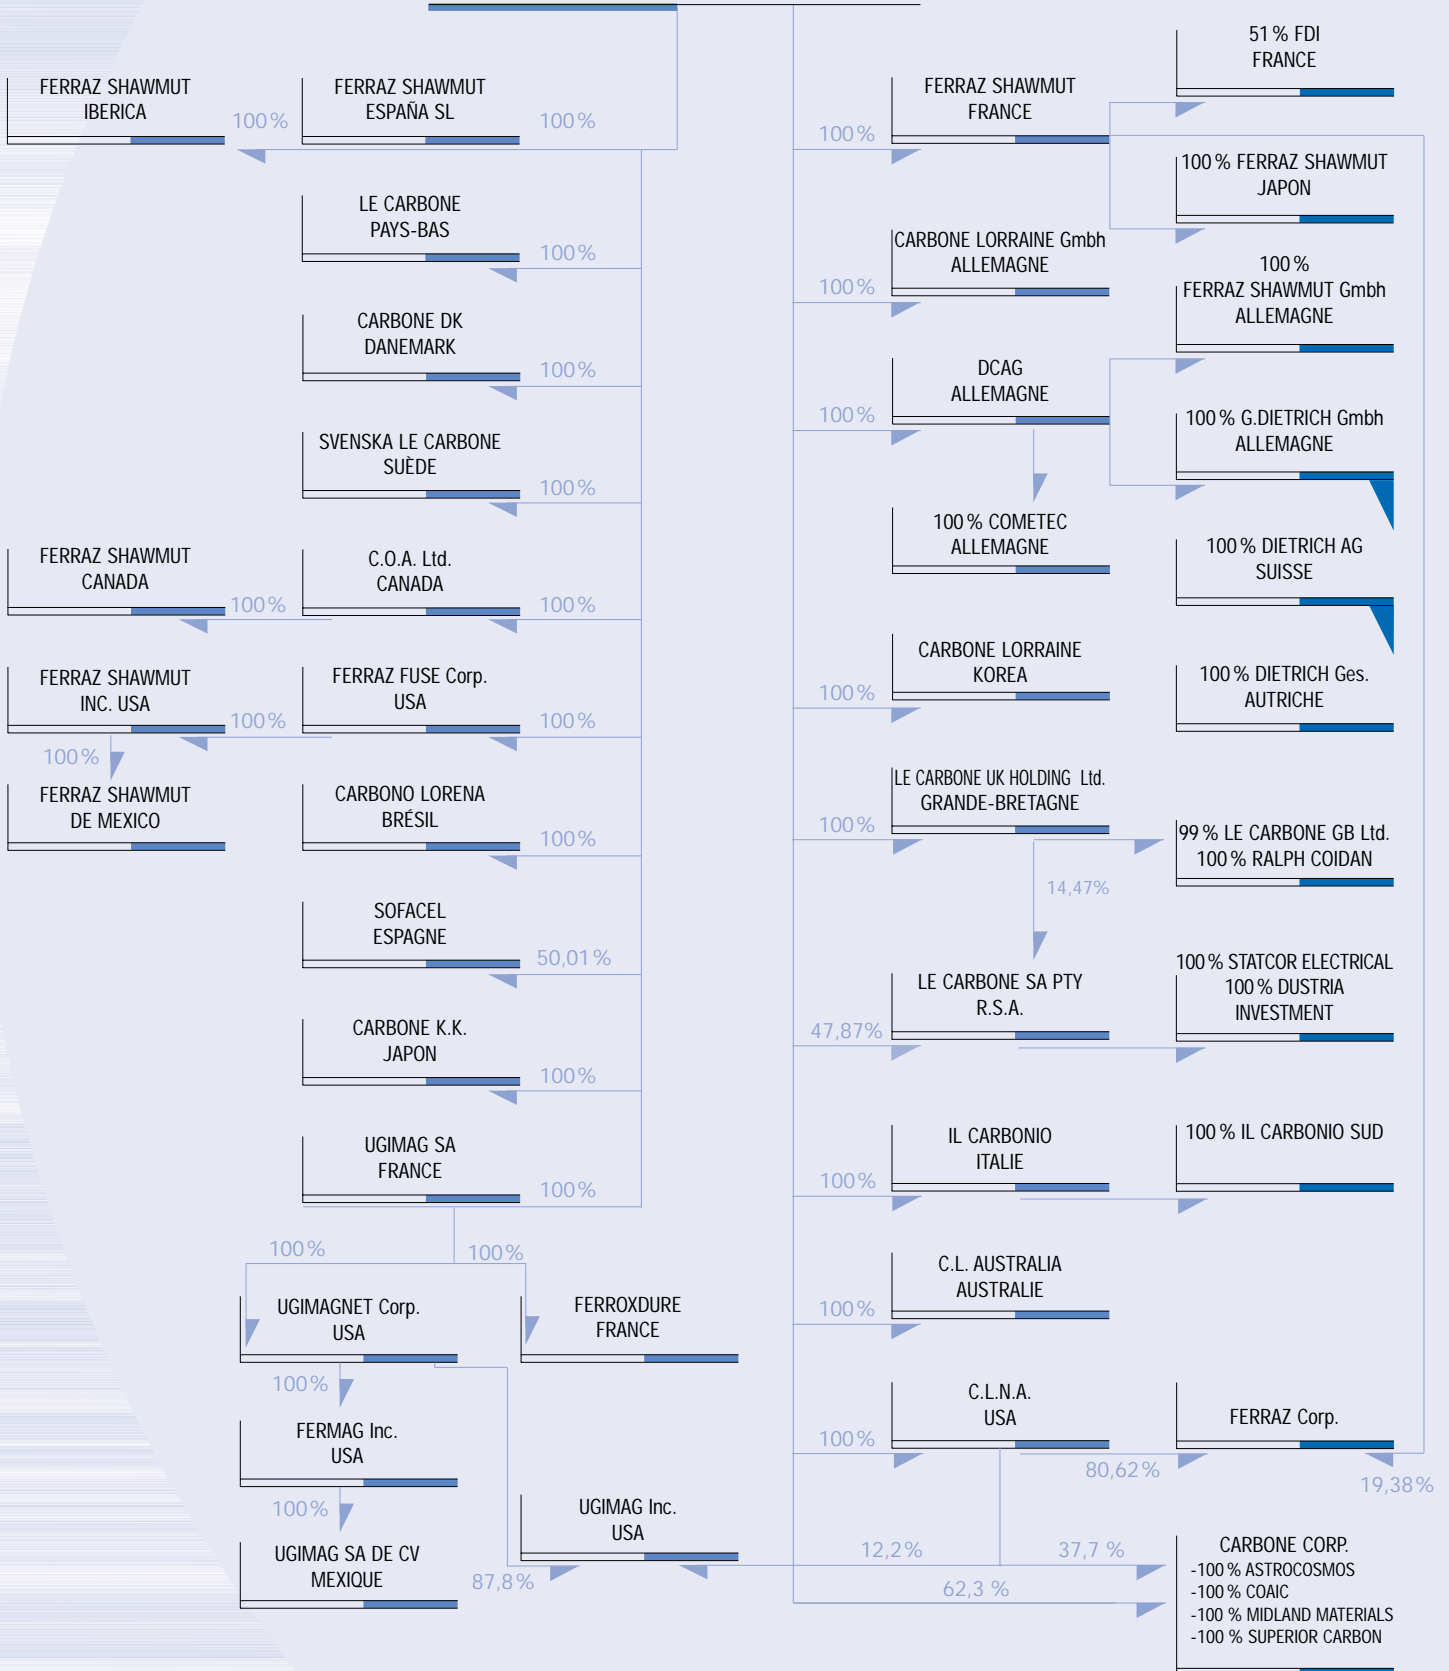 FERRAZ SHAWMUT
IBERICA
100 %
FERRAZ SHAWMUT
ESPAÑA SL
100 %
LE CARBONE
PAYS-BAS
100 %
CARBONE DK
DANEMARK
100 %
SVENSKA LE CARBONE
SUÈDE
100 %
FERRAZ SHAWMUT
CANADA
100 %
C.O.A. Ltd.
CANADA
100 %
FERRAZ SHAWMUT
INC. USA
100 %
FERRAZ FUSE Corp.
USA
100 %
100 %
FERRAZ SHAWMUT
DE MEXICO
CARBONO LORENA
BRÉSIL
100 %
SOFACEL
ESPAGNE
50,01 %
CARBONE K.K.
JAPON
100 %
UGIMAG SA
FRANCE
100 %
100 %
100 %
UGIMAGNET Corp.
USA
FERROXDURE
FRANCE
100 %
FERMAG Inc.
USA
100 %
UGIMAG SA DE CV
MEXIQUE
87,8 %
UGIMAG Inc.
USA
100 %
FERRAZ SHAWMUT
FRANCE
51 % FDI
FRANCE
100 % FERRAZ SHAWMUT
JAPON
100 %
CARBONE LORRAINE Gmbh
ALLEMAGNE
100 %
FERRAZ SHAWMUT Gmbh
ALLEMAGNE
100 %
DCAG
ALLEMAGNE
100 % G.DIETRICH Gmbh
ALLEMAGNE
100 % COMETEC
ALLEMAGNE
100 % DIETRICH AG
SUISSE
100 %
CARBONE LORRAINE
KOREA
100 % DIETRICH Ges.
AUTRICHE
100 %
LE CARBONE UK HOLDING Ltd.
GRANDE-BRETAGNE
99 % LE CARBONE GB Ltd.
100 % RALPH COIDAN
14,47%
47,87%
LE CARBONE SA PTY
R.S.A.
100 % STATCOR ELECTRICAL
100 % DUSTRIA
INVESTMENT
100 %
IL CARBONIO
ITALIE
100 % IL CARBONIO SUD
100 %
C.L. AUSTRALIA
AUSTRALIE
100 %
C.L.N.A.
USA
80,62 %
FERRAZ Corp.
19,38 %
12,2 %
37,7 %
62,3 %
CARBONE CORP.
-100 % ASTROCOSMOS
-100 % COAIC
-100 % MIDLAND MATERIALS
-100 % SUPERIOR CARBON